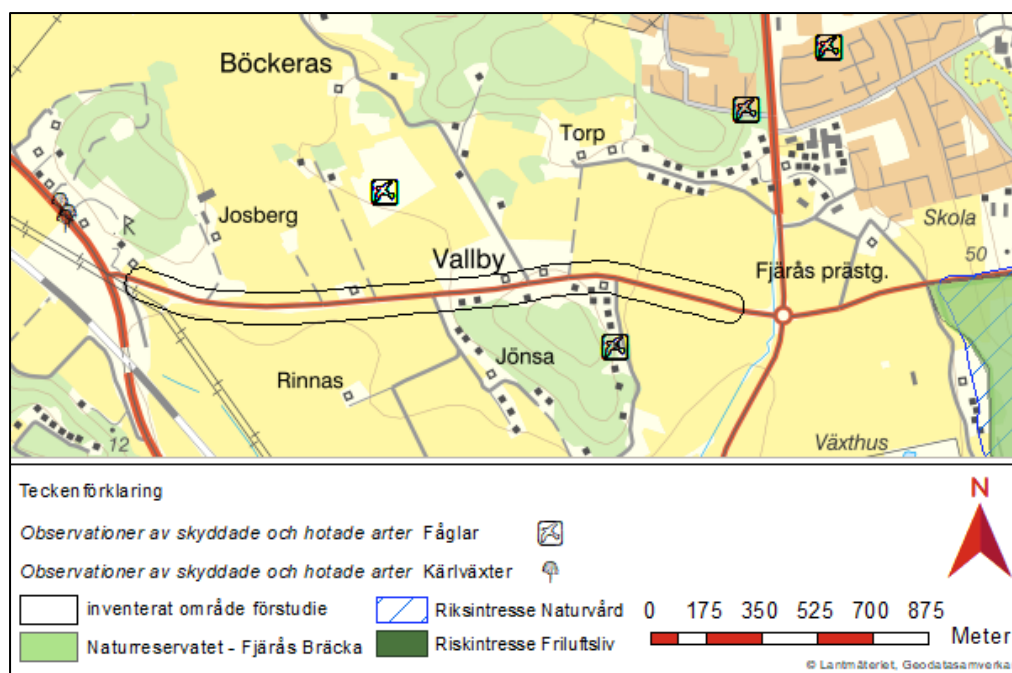 Böckeras
Torp
Josberg
Skola
Vallby
50
Fjärås prästg.
Jönsa
Rinnas
12
Växthus
Teckenförklaring
N
Observationer av skyddade och hotade arter Fåglar
Observationer av skyddade och hotade arter Kärlväxter
inventerat område förstudie
Riksintresse Naturvård
0 175 350 525 700 875
Meter
Naturreservatet - Fjärås Bräcka
Riskintresse Friluftsliv
© Lantmäteriet, Geodatasamverkan